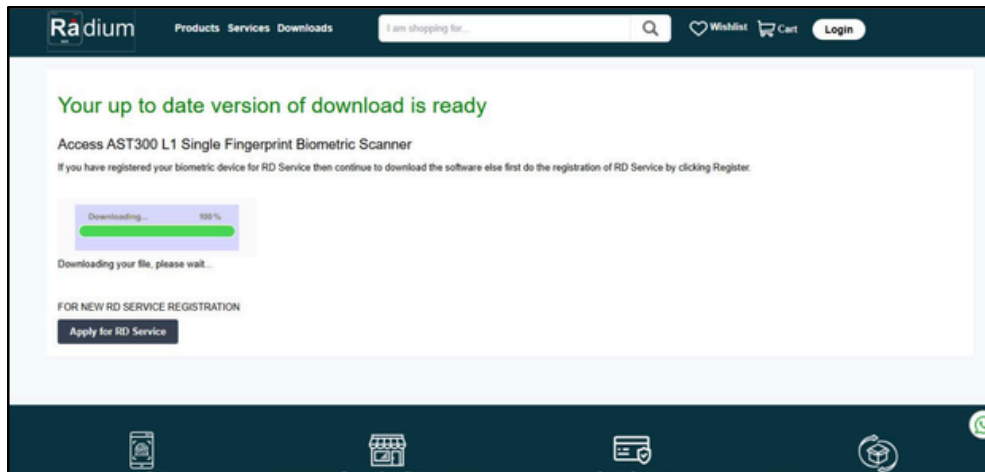 Radium
Products Services Downloads
I am shopping for...
Wishlist
Cart
Login
Your up to date version of download is ready
Access AST300 L1 Single Fingerprint Biometric Scanner
If you have registered your biometric device for RD Service then continue to download the software else first do the registration of RD Service by clicking Register.
Downloading... 100 %
Downloading your file, please wait...
FOR NEW RD SERVICE REGISTRATION
Apply for RD Service